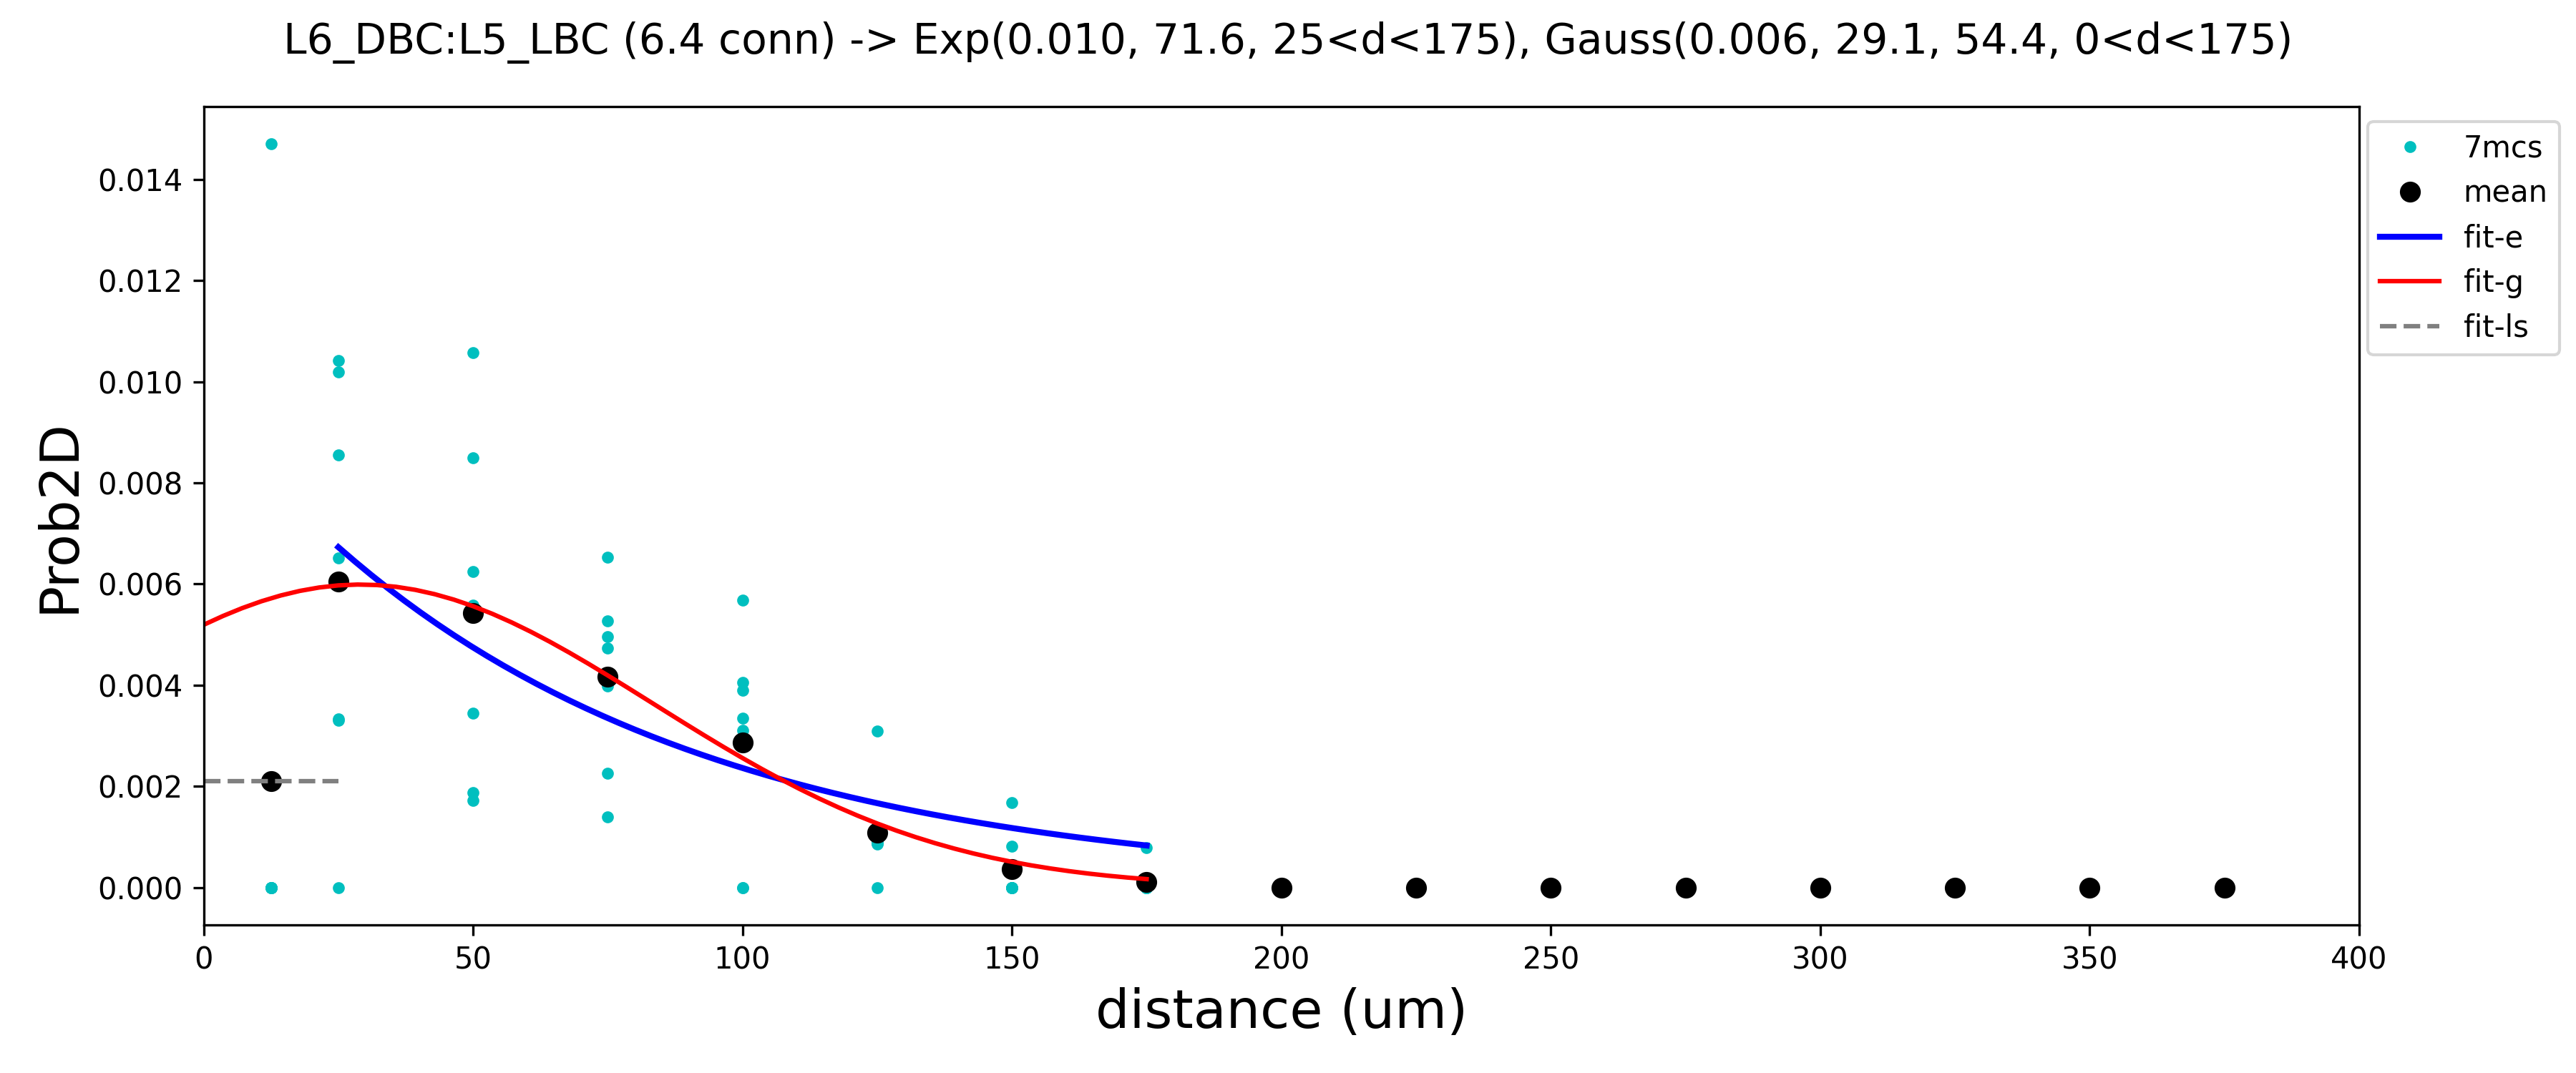 L6_DBC:L5_LBC (6.4 conn) -> Exp(0.010, 71.6, 25<d<175), Gauss(0.006, 29.1, 54.4, 0<d<175)
0.014
0.012
0.010
0.008
0.006
0.004
0.002
0.000
Prob2D
0 50 100 150 200 250 300 350 400
distance (um)
7mcs
mean
fit-e
fit-g
fit-ls